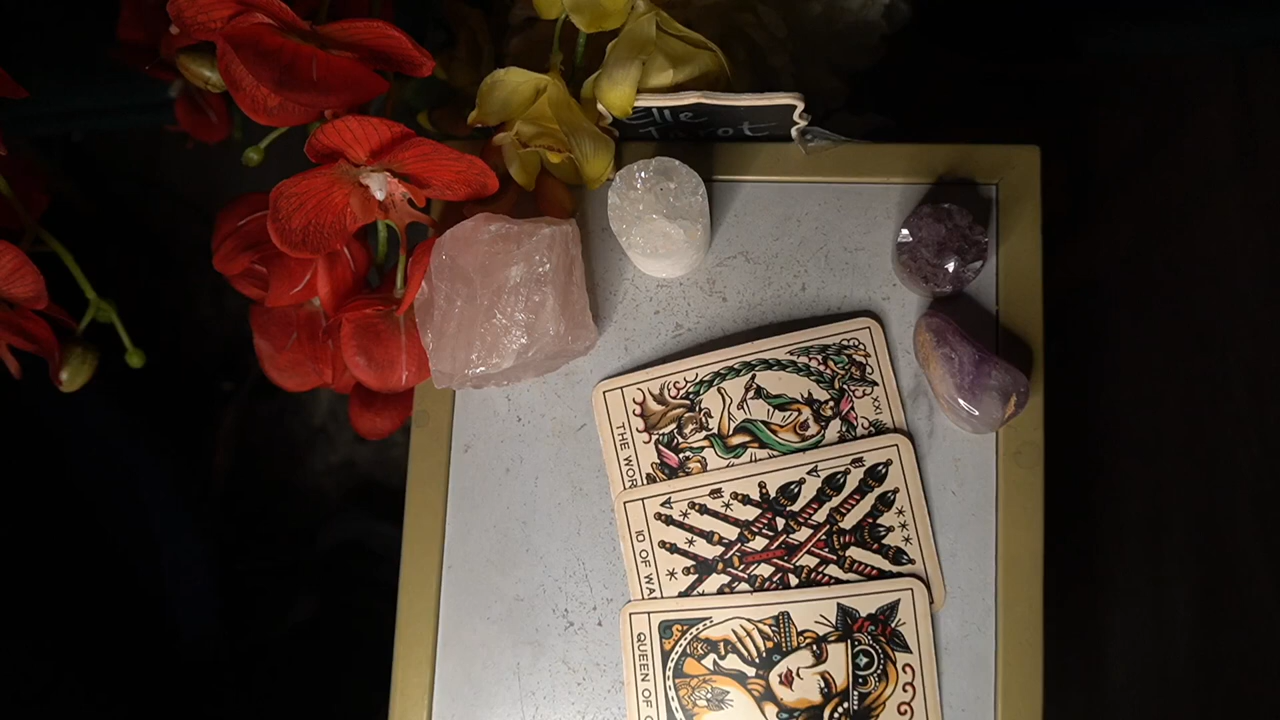 Elle
Tarot
XXI
THE WOR
10 OF WA
QUEEN OF C